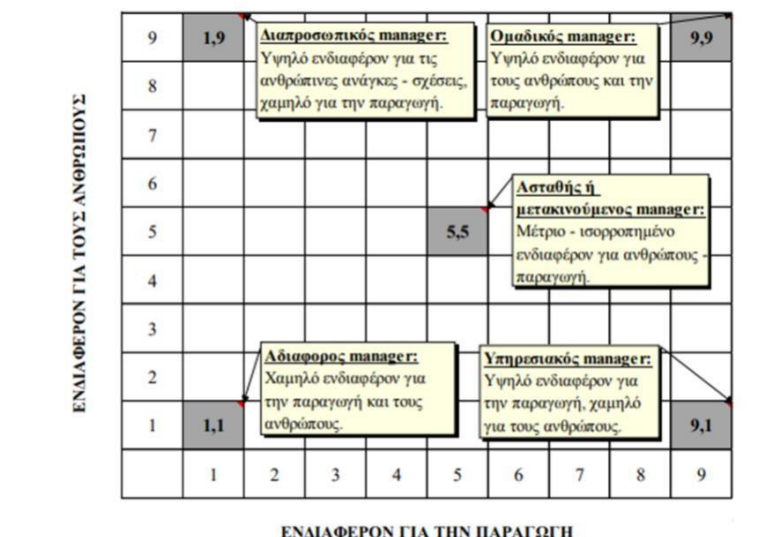 ΕΝΔΙΑΦΕΡΟΝ ΓΙΑ ΤΟΥΣ ΑΝΘΡΩΠΟΥΣ
9
1,9
Διαπροσωπικός manager:
Υψηλό ενδιαφέρον για τις
ανθρώπινες ανάγκες - σχέσεις,
χαμηλό για την παραγωγή.
Ομαδικός manager:
Υψηλό ενδιαφέρον για
τους ανθρώπους και την
παραγωγή.
9,9
8
7
6
Ασταθής ή
μετακινούμενος manager:
Μέτριο - ισορροπημένο
ενδιαφέρον για ανθρώπους -
παραγωγή.
5
5,5
4
3
Αδιαφορος manager:
Χαμηλό ενδιαφέρον για
την παραγωγή και τους
ανθρώπους.
Υπηρεσιακός manager:
Υψηλό ενδιαφέρον για
την παραγωγή, χαμηλό
για τους ανθρώπους.
2
1
1,1
9,1
1 2 3 4 5 6 7 8 9
ΕΝΔΙΑΦΕΡΟΝ ΓΙΑ ΤΗΝ ΠΑΡΑΓΩΓΗ